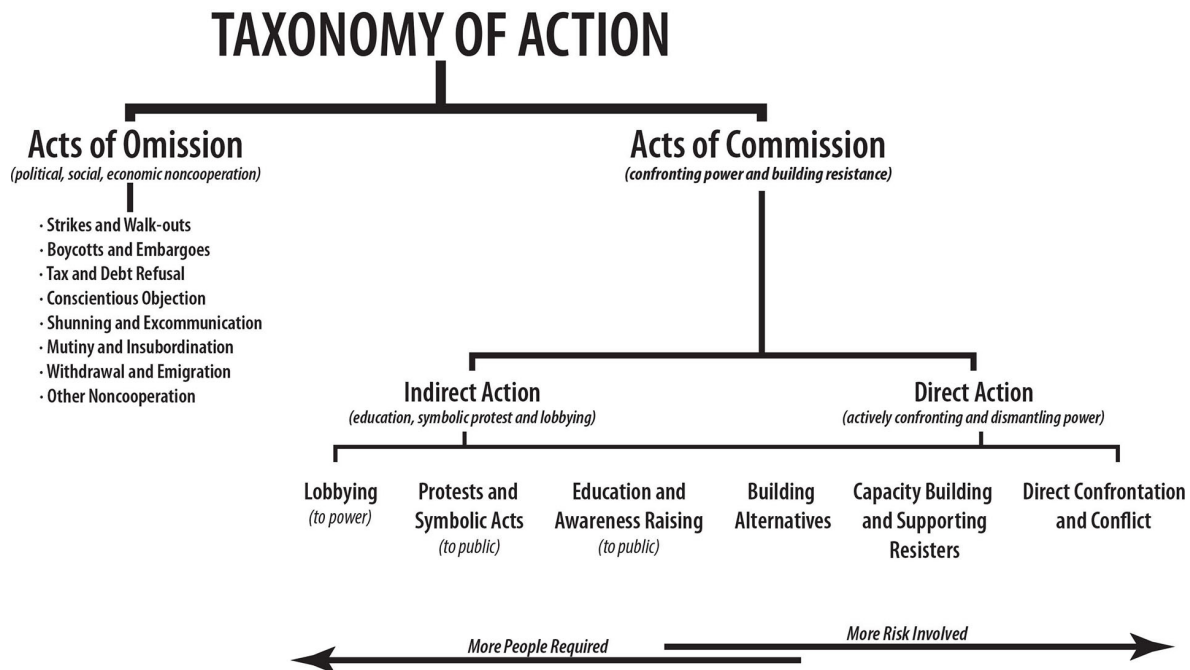 TAXONOMY OF ACTION
Acts of Omission
(political, social, economic noncooperation)
· Strikes and Walk-outs
· Boycotts and Embargoes
· Tax and Debt Refusal
· Conscientious Objection
· Shunning and Excommunication
· Mutiny and Insubordination
· Withdrawal and Emigration
· Other Noncooperation
Acts of Commission
(confronting power and building resistance)
Indirect Action
(education, symbolic protest and lobbying)
Direct Action
(actively confronting and dismantling power)
Lobbying
(to power)
Protests and
Symbolic Acts
(to public)
Education and
Awareness Raising
(to public)
Building
Alternatives
Capacity Building
and Supporting
Resisters
Direct Confrontation
and Conflict
More People Required
More Risk Involved